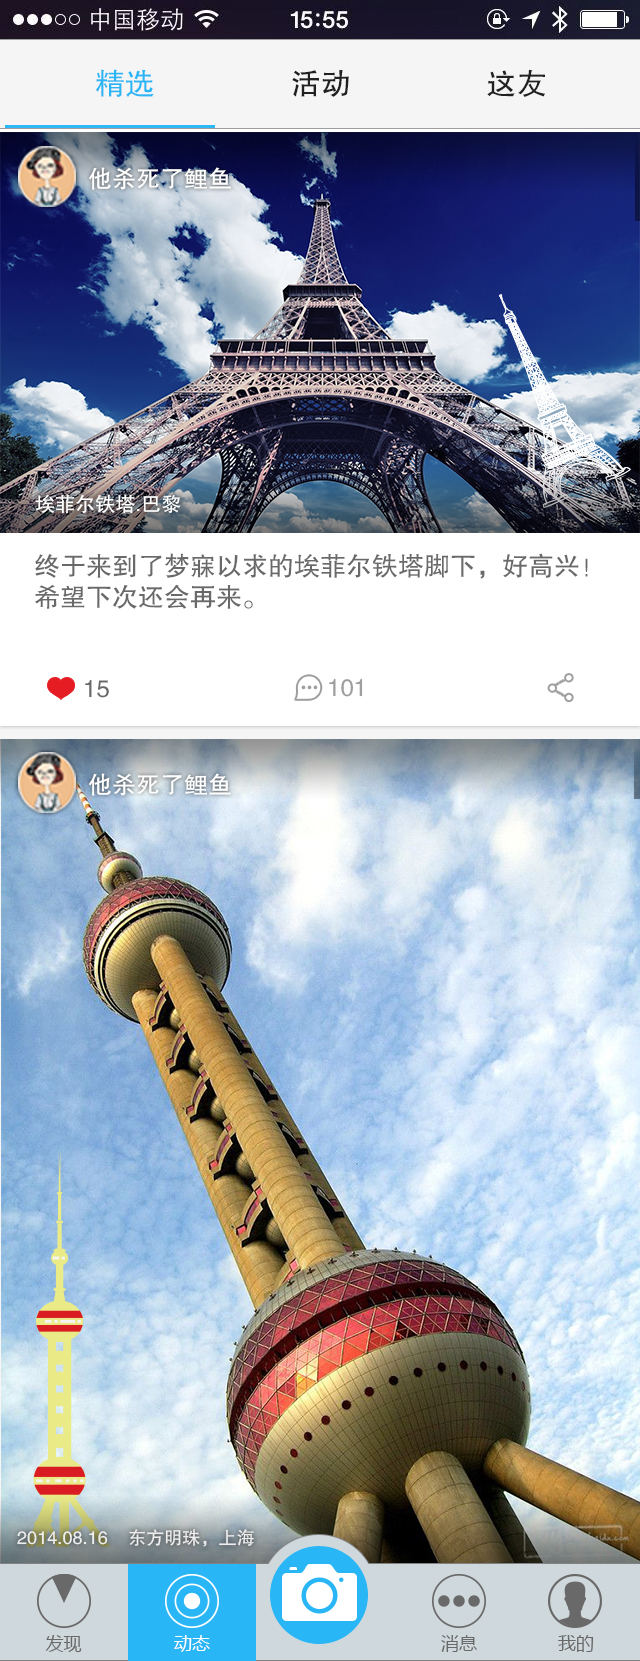 中国移动 15:55
精选 活动 这友
他杀死了鲤鱼
埃菲尔铁塔.巴黎
终于来到了梦寐以求的埃菲尔铁塔脚下，好高兴！
希望下次还会再来。
15 101
他杀死了鲤鱼
2014.08.16 东方明珠，上海
发现 动态 消息 我的